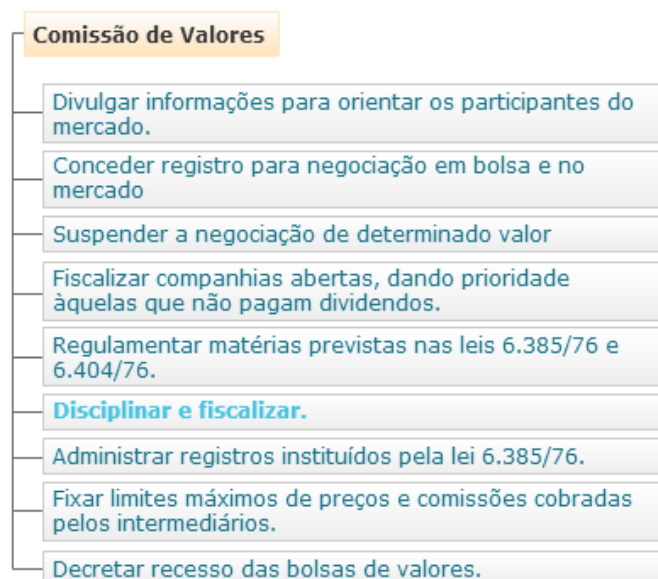 Comissão de Valores
Divulgar informações para orientar os participantes do
mercado.
Conceder registro para negociação em bolsa e no
mercado
Suspender a negociação de determinado valor
Fiscalizar companhias abertas, dando prioridade
àquelas que não pagam dividendos.
Regulamentar matérias previstas nas leis 6.385/76 e
6.404/76.
Disciplinar e fiscalizar.
Administrar registros instituídos pela lei 6.385/76.
Fixar limites máximos de preços e comissões cobradas
pelos intermediários.
Decretar recesso das bolsas de valores.